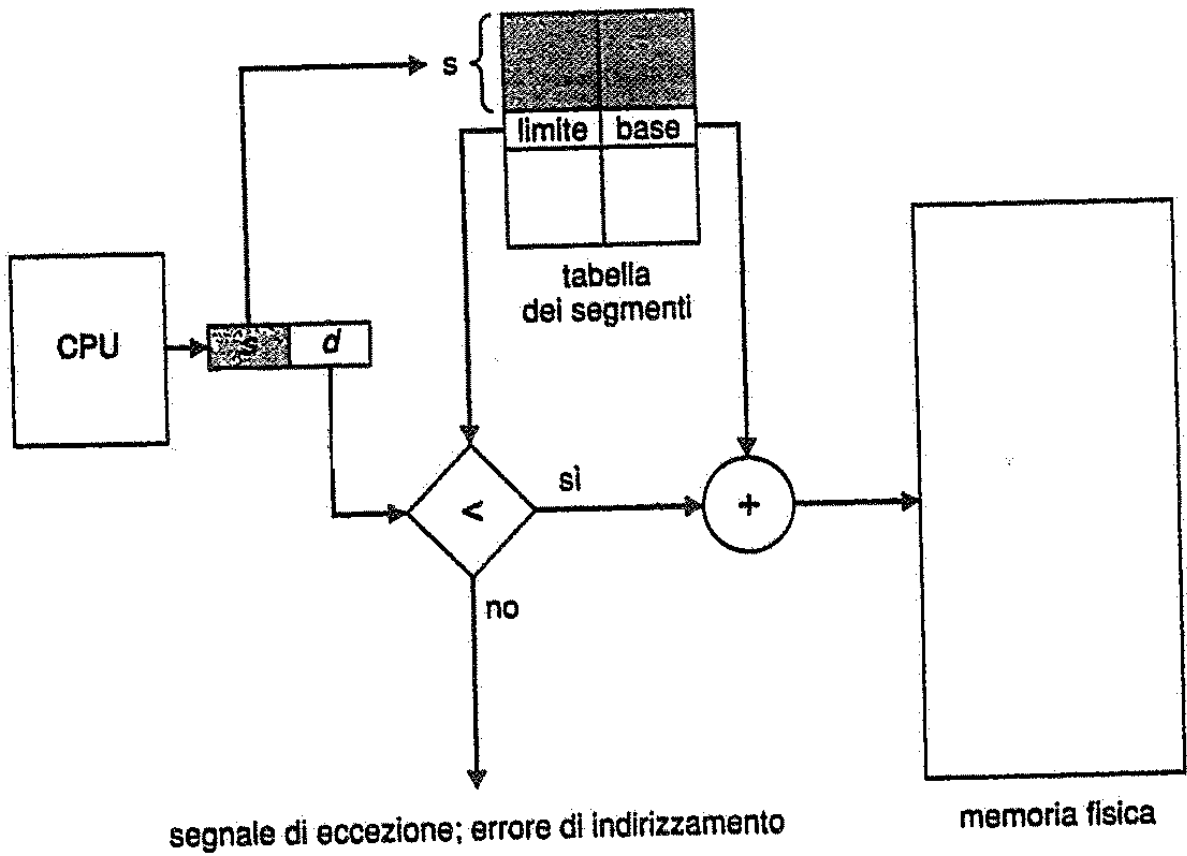 s {
limite base
tabella
dei segmenti
CPU
s d
<
sì
+
no
segnale di eccezione; errore di indirizzamento
memoria fisica